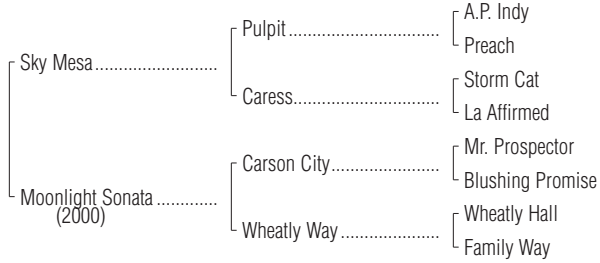 A.P. Indy
Pulpit
Preach
Sky Mesa
Storm Cat
Caress
La Affirmed
Mr. Prospector
Carson City
Blushing Promise
Moonlight Sonata
(2000)
Wheatly Hall
Wheatly Way
Family Way